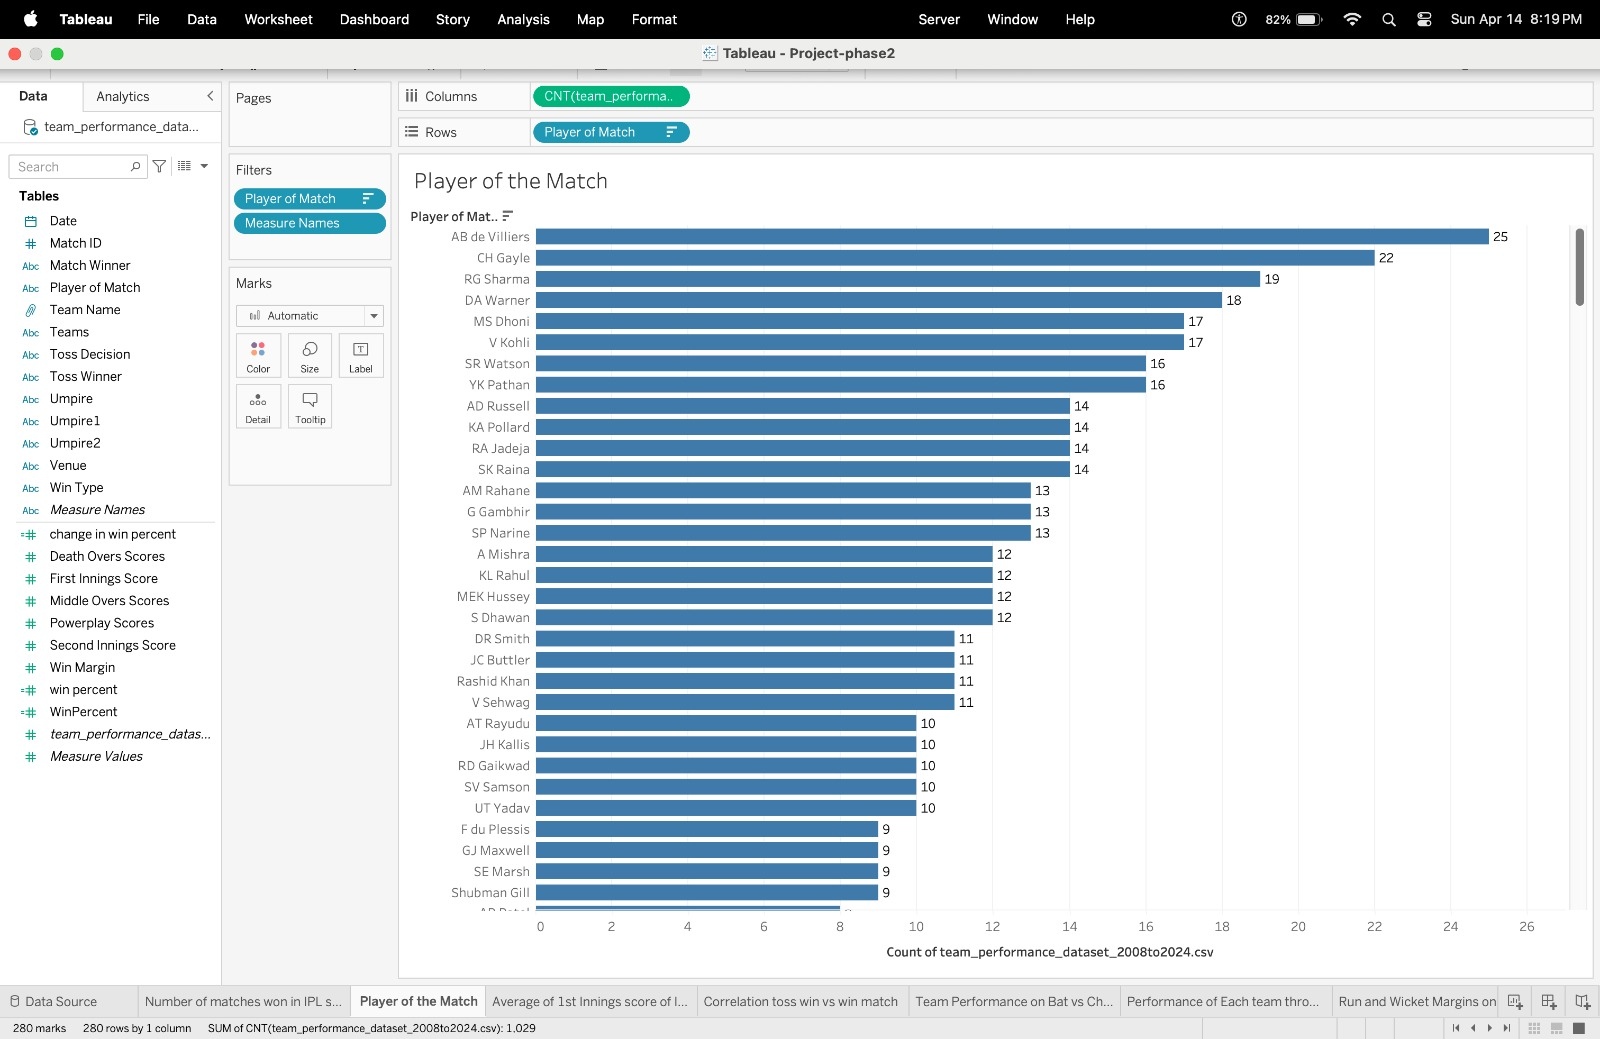 Tableau File Data Worksheet Dashboard Story Analysis Map Format Server Window Help 82% Sun Apr 14 8:19 PM
Tableau - Project-phase2
Data Analytics
team_performance_data...
Search
Tables
Date
Match ID
Abc Match Winner
Abc Player of Match
Team Name
Abc Teams
Abc Toss Decision
Abc Toss Winner
Abc Umpire
Abc Umpire1
Abc Umpire2
Abc Venue
Abc Win Type
Abc Measure Names
=# change in win percent
# Death Overs Scores
# First Innings Score
# Middle Overs Scores
# Powerplay Scores
# Second Innings Score
# Win Margin
=# win percent
=# WinPercent
# team_performance_datas...
# Measure Values
Pages
Filters
Player of Match
Measure Names
Marks
Automatic
Color Size Label
Detail Tooltip
Columns CNT(team_performa..
Rows Player of Match
Player of the Match
Player of Mat..
AB de Villiers 25
CH Gayle 22
RG Sharma 19
DA Warner 18
MS Dhoni 17
V Kohli 17
SR Watson 16
YK Pathan 16
AD Russell 14
KA Pollard 14
RA Jadeja 14
SK Raina 14
AM Rahane 13
G Gambhir 13
SP Narine 13
A Mishra 12
KL Rahul 12
MEK Hussey 12
S Dhawan 12
DR Smith 11
JC Buttler 11
Rashid Khan 11
V Sehwag 11
AT Rayudu 10
JH Kallis 10
RD Gaikwad 10
SV Samson 10
UT Yadav 10
F du Plessis 9
GJ Maxwell 9
SE Marsh 9
Shubman Gill 9
0 2 4 6 8 10 12 14 16 18 20 22 24 26
Count of team_performance_dataset_2008to2024.csv
Data Source Number of matches won in IPL s... Player of the Match Average of 1st Innings score of I... Correlation toss win vs win match Team Performance on Bat vs Ch... Performance of Each team thro... Run and Wicket Margins on
280 marks 280 rows by 1 column SUM of CNT(team_performance_dataset_2008to2024.csv): 1,029